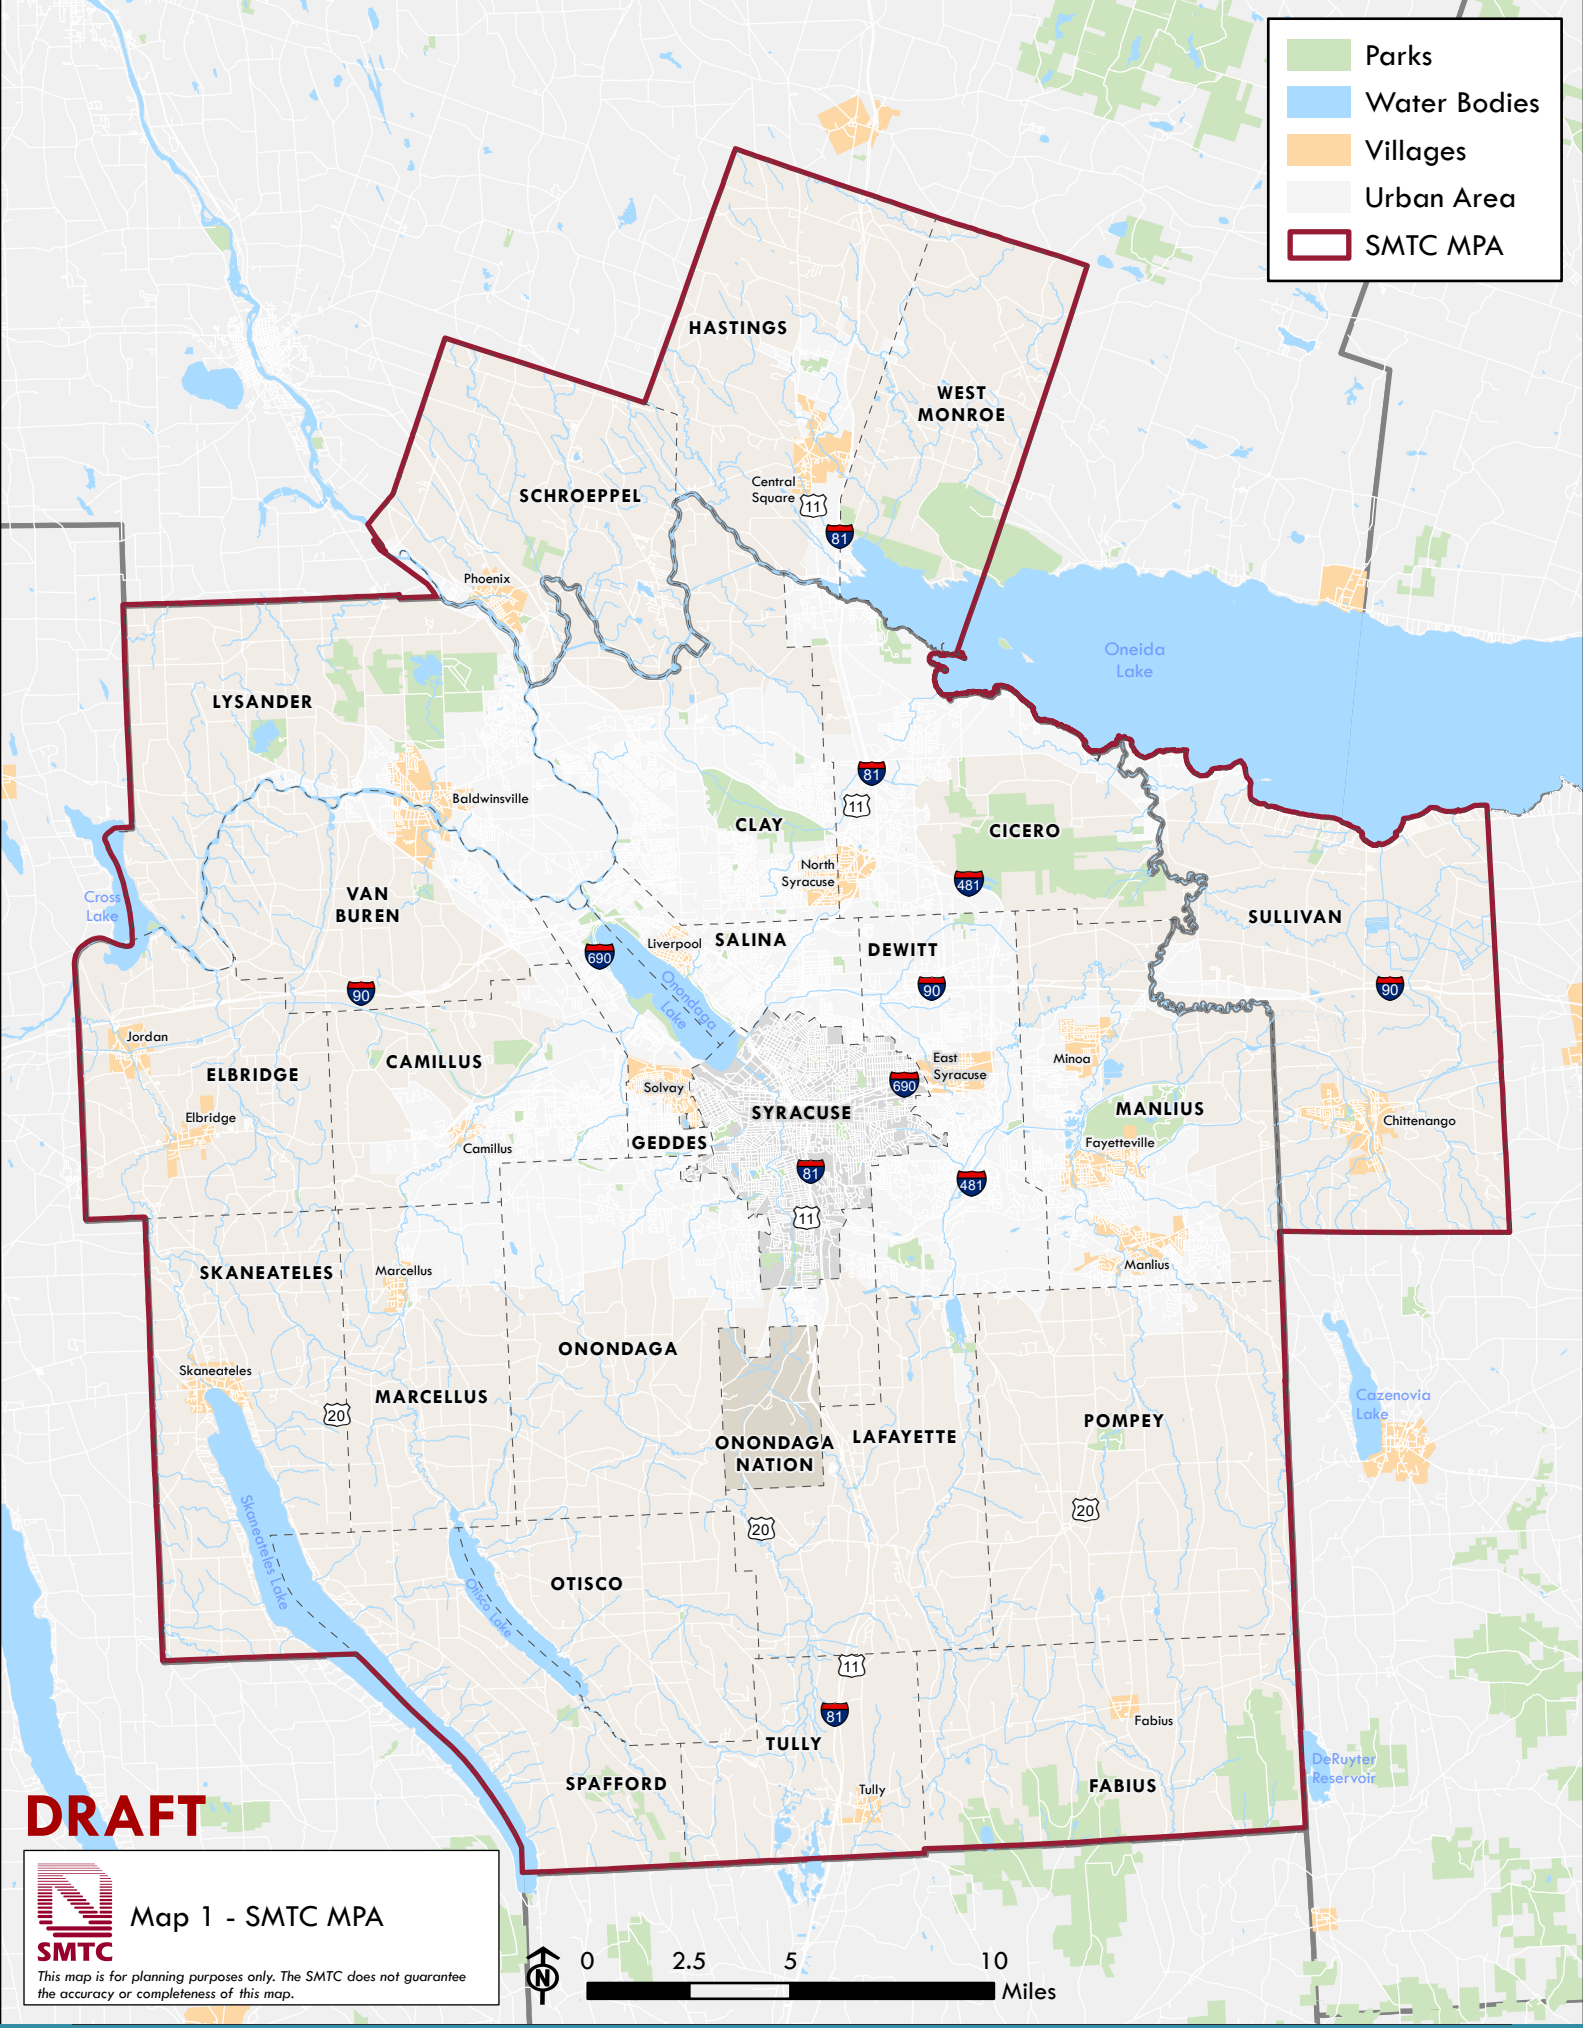 Parks
Water Bodies
Villages
Urban Area
SMTC MPA
HASTINGS
WEST
MONROE
Central
Square
11
81
SCHROEPPEL
Phoenix
Oneida
Lake
LYSANDER
81
11
Baldwinsville
CLAY
CICERO
North
Syracuse
481
VAN
BUREN
Cross
Lake
SULLIVAN
Liverpool
SALINA
DEWITT
690
90
90
90
Onondaga
Lake
Jordan
CAMILLUS
ELBRIDGE
Elbridge
Camillus
Solvay
GEDDES
SYRACUSE
East
Syracuse
690
Minoa
MANLIUS
Fayetteville
Chittenango
81
481
11
Manlius
SKANEATELES
Marcellus
Skaneateles
MARCELLUS
20
ONONDAGA
ONONDAGA
NATION
LAFAYETTE
POMPEY
Cazenovia
Lake
20
20
Skaneateles Lake
Otisco Lake
OTISCO
11
81
TULLY
Fabius
SPAFFORD
Tully
FABIUS
DeRuyter
Reservoir
DRAFT
SMTC
Map 1 - SMTC MPA
This map is for planning purposes only. The SMTC does not guarantee
the accuracy or completeness of this map.
N
0 2.5 5 10
Miles